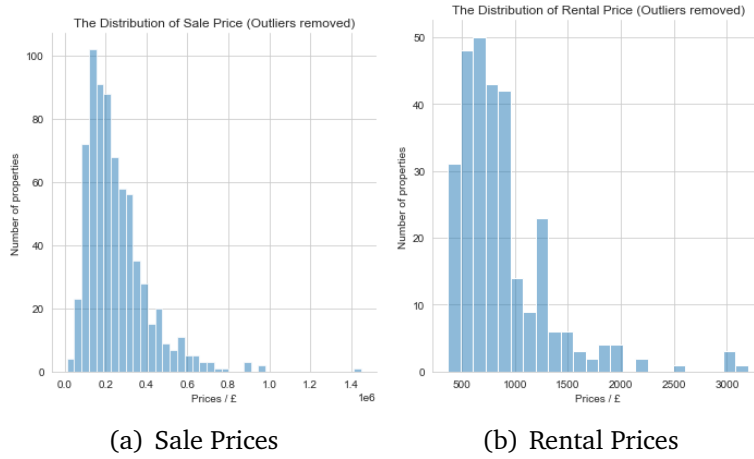 The Distribution of Sale Price (Outliers removed)
Number of properties
100
80
60
40
20
0
0.0 0.2 0.4 0.6 0.8 1.0 1.2 1.4
1e6
Prices / £
(a) Sale Prices
The Distribution of Rental Price (Outliers removed)
Number of properties
50
40
30
20
10
0
500 1000 1500 2000 2500 3000
Prices / £
(b) Rental Prices